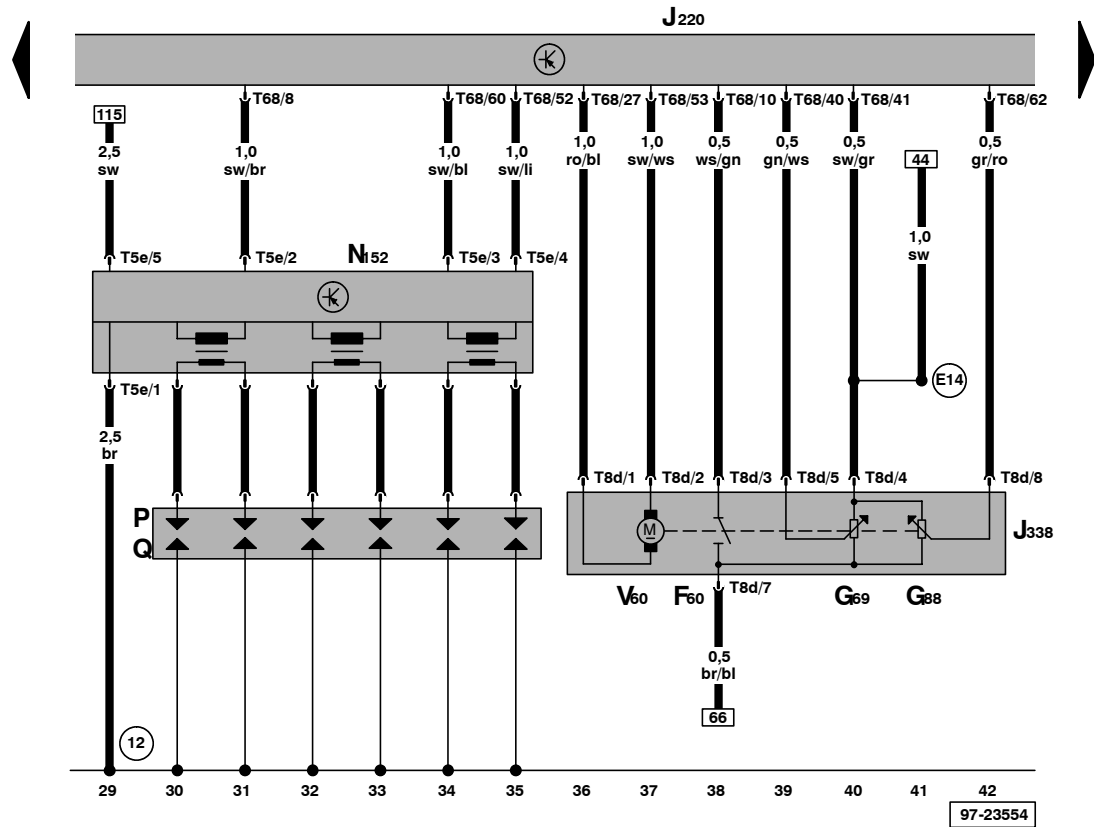 J220
T68/8 T68/60 T68/52 T68/27 T68/53 T68/10 T68/40 T68/41 T68/62
115
2,5 1,0 1,0 1,0 1,0 1,0 0,5 0,5 0,5 0,5
sw sw/br sw/bl sw/li ro/bl sw/ws ws/gn gn/ws sw/gr gr/ro
44
1,0
sw
T5e/5 T5e/2 N152 T5e/3 T5e/4
T5e/1 E14
2,5
br
T8d/1 T8d/2 T8d/3 T8d/5 T8d/4 T8d/8
P
M J338
Q
V60 F60 T8d/7 G69 G88
0,5
br/bl
66
12
29 30 31 32 33 34 35 36 37 38 39 40 41 42
97-23554